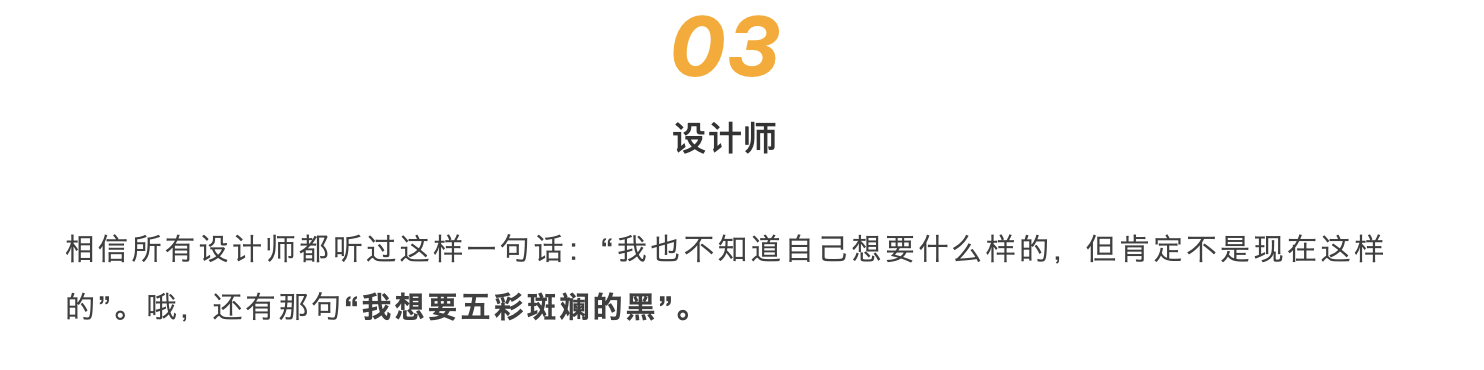 03
设计师
相信所有设计师都听过这样一句话：“我也不知道自己想要什么样的，但肯定不是现在这样
的”。哦，还有那句“我想要五彩斑斓的黑”。